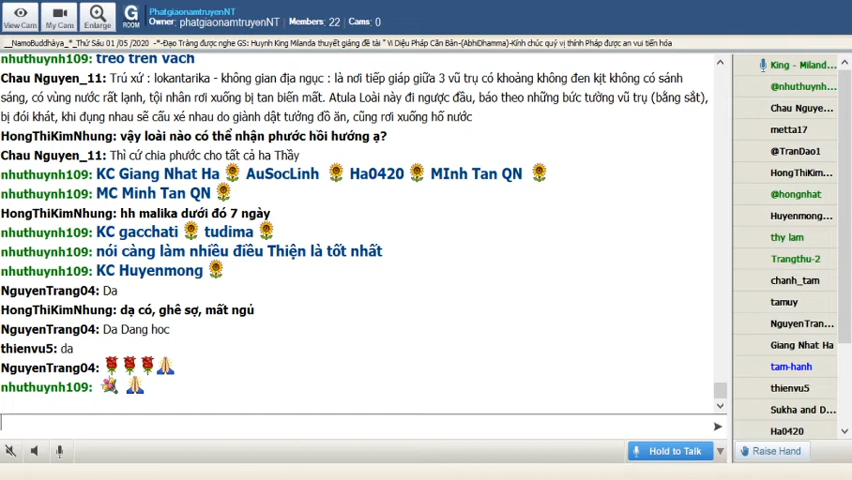 View Cam
My Cam
Enlarge
G
ROOM
PhatgiaonamtruyenNT
Owner: phatgiaonamtruyenNT Members: 22 Cams: 0
__NamoBuddhàya_*_Thứ Sáu 01 /05 /2020 -*-Đạo Tràng được nghe GS: Huynh King Milanda thuyết giảng đề tài " Vi Diệu Pháp Căn Bản-(AbhiDhamma)-Kính chúc quý vị thính Pháp được an vui tiến hóa
nhuthuynh109: treo trên vách
Chau Nguyen_11: Trú xứ : lokantarika - không gian địa ngục : là nơi tiếp giáp giữa 3 vũ trụ có khoảng không đen kịt không có sánh
sáng, có vùng nước rất lạnh, tội nhân rơi xuống bị tan biến mất. Atula Loài này đi ngược đầu, báo theo những bức tường vũ trụ (bằng sắt),
bị đói khát, khi đụng nhau sẽ cấu xé nhau do giành dật tưởng đồ ăn, cũng rơi xuống hố nước
HongThiKimNhung: vậy loài nào có thể nhận phước hồi hướng ạ?
Chau Nguyen_11: Thì cứ chia phước cho tất cả ha Thầy
nhuthuynh109: KC Giang Nhat Ha AuSocLinh Ha0420 MInh Tan QN
nhuthuynh109: MC Minh Tan QN
HongThiKimNhung: hh malika dưới đó 7 ngày
nhuthuynh109: KC gacchati tudima
nhuthuynh109: nói càng làm nhiều điều Thiện là tốt nhất
nhuthuynh109: KC Huyenmong
NguyenTrang04: Da
HongThiKimNhung: dạ có, ghê sợ, mất ngủ
NguyenTrang04: Da Dang hoc
thienvu5: da
NguyenTrang04:
nhuthuynh109:
King - Miland...
@nhuthuynh...
Chau Nguye...
metta17
@TranDao1
HongThiKim...
@hongnhat
Huyenmong...
thy lam
Trangthu-2
chanh_tam
tamuy
NguyenTran...
Giang Nhat Ha
tam-hanh
thienvu5
Sukha and D...
Ha0420
Hold to Talk
Raise Hand